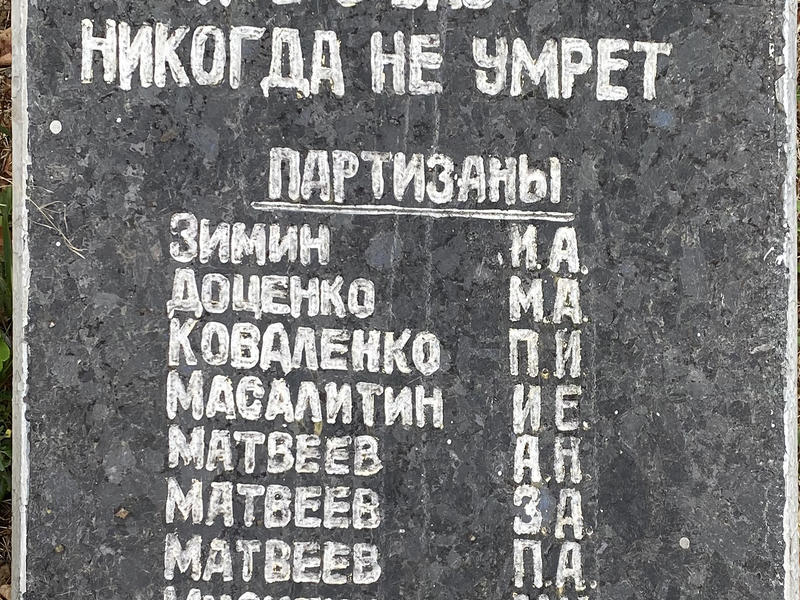 НИКОГДА НЕ УМРЕТ
ПАРТИЗАНЫ
ЗИМИН И.А.
ДОЦЕНКО М.А.
КОВАЛЕНКО П.И
МАСАЛИТИН И.Е.
МАТВЕЕВ А.Н
МАТВЕЕВ З.А.
МАТВЕЕВ П.А.